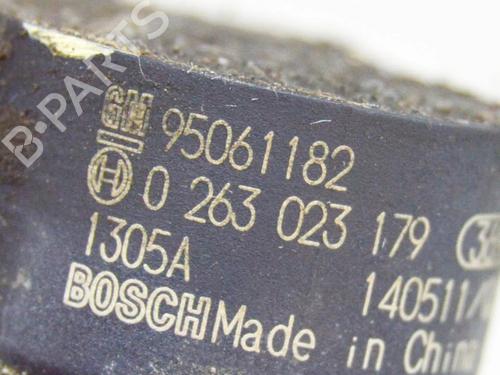 GM 95061182
0 263 023 179
1305A 140511/
BOSCH Made in China
B-PARTS